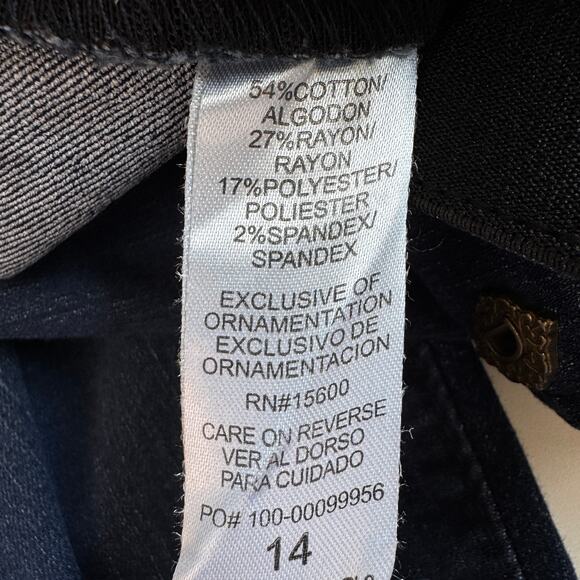 54%COTTON/
ALGODON
27%RAYON/
RAYON
17%POLYESTER/
POLIESTER
2%SPANDEX/
SPANDEX
EXCLUSIVE OF
ORNAMENTATION
EXCLUSIVO DE
ORNAMENTACION
RN#15600
CARE ON REVERSE
VER AL DORSO
PARA CUIDADO
PO# 100-00099956
14